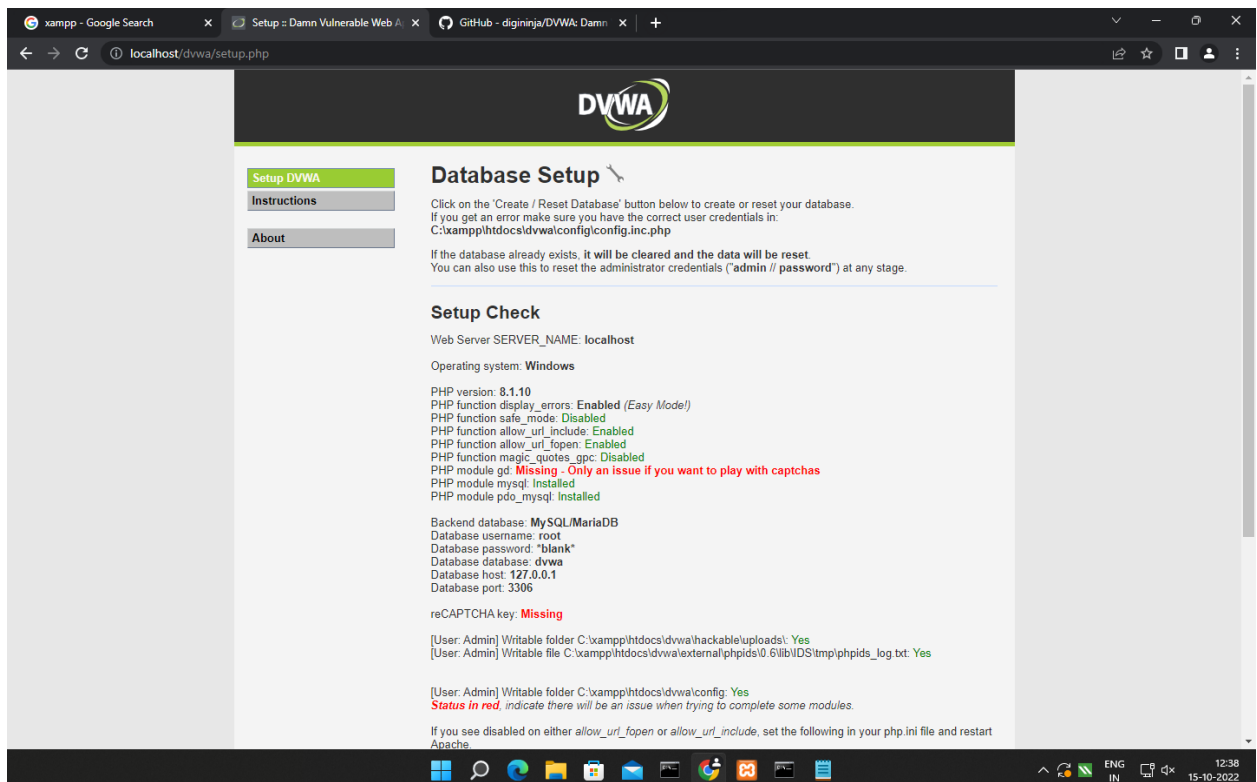 xampp - Google Search
Setup :: Damn Vulnerable Web A
GitHub - digininja/DVWA: Damn
localhost/dvwa/setup.php
DVWA
Setup DVWA
Instructions
About
Database Setup
Click on the 'Create / Reset Database' button below to create or reset your database.
If you get an error make sure you have the correct user credentials in:
C:\xampp\htdocs\dvwa\config\config.inc.php
If the database already exists, it will be cleared and the data will be reset.
You can also use this to reset the administrator credentials ("admin // password") at any stage.
Setup Check
Web Server SERVER_NAME: localhost
Operating system: Windows
PHP version: 8.1.10
PHP function display_errors: Enabled (Easy Mode!)
PHP function safe_mode: Disabled
PHP function allow_url_include: Enabled
PHP function allow_url_fopen: Enabled
PHP function magic_quotes_gpc: Disabled
PHP module gd: Missing - Only an issue if you want to play with captchas
PHP module mysql: Installed
PHP module pdo_mysql: Installed
Backend database: MySQL/MariaDB
Database username: root
Database password: *blank*
Database database: dvwa
Database host: 127.0.0.1
Database port: 3306
reCAPTCHA key: Missing
[User: Admin] Writable folder C:\xampp\htdocs\dvwa\hackable\uploads\: Yes
[User: Admin] Writable file C:\xampp\htdocs\dvwa\external\phpids\0.6\lib\IDS\tmp\phpids_log.txt: Yes
[User: Admin] Writable folder C:\xampp\htdocs\dvwa\config: Yes
Status in red, indicate there will be an issue when trying to complete some modules.
If you see disabled on either allow_url_fopen or allow_url_include, set the following in your php.ini file and restart
Apache.
ENG
IN
12:38
15-10-2022